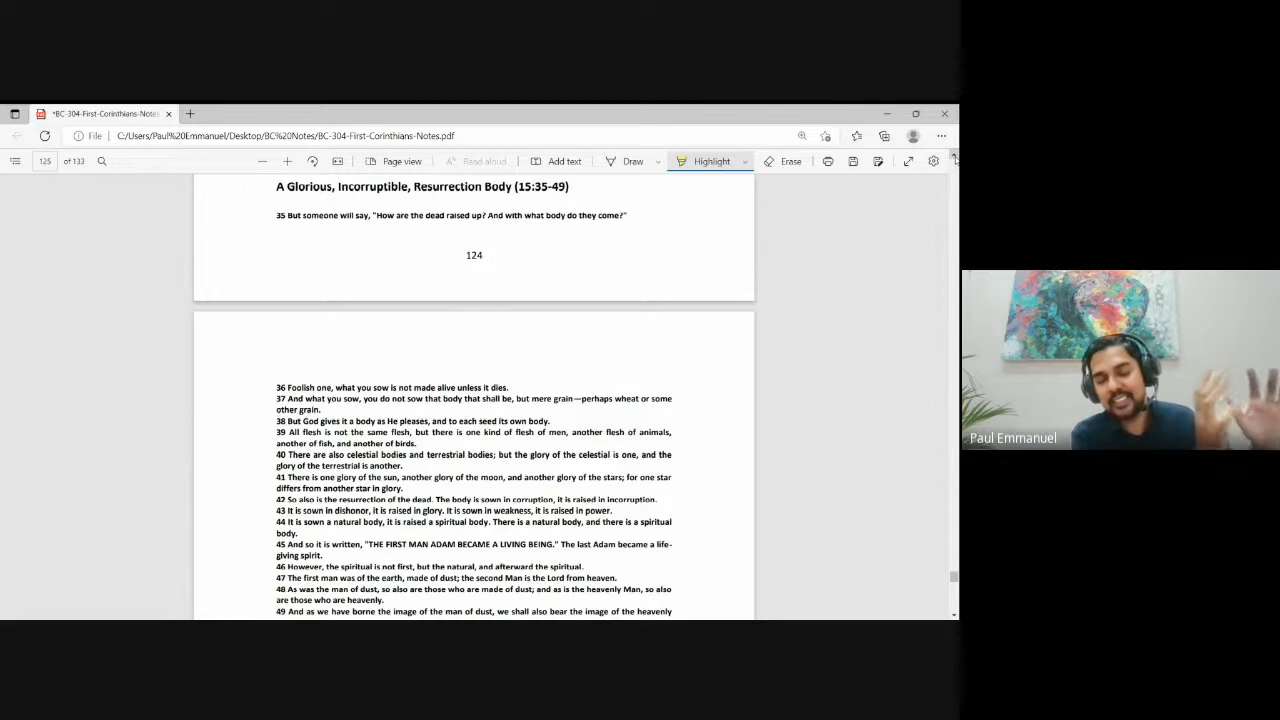 *BC-304-First-Corinthians-Notes
File
C:/Users/Paul%20Emmanuel/Desktop/BC%20Notes/BC-304-First-Corinthians-Notes.pdf
125 of 133
Page view
Read aloud
Add text
Draw
Highlight
Erase
A Glorious, Incorruptible, Resurrection Body (15:35-49)
35 But someone will say, "How are the dead raised up? And with what body do they come?"
124
36 Foolish one, what you sow is not made alive unless it dies.
37 And what you sow, you do not sow that body that shall be, but mere grain—perhaps wheat or some
other grain.
38 But God gives it a body as He pleases, and to each seed its own body.
39 All flesh is not the same flesh, but there is one kind of flesh of men, another flesh of animals,
another of fish, and another of birds.
40 There are also celestial bodies and terrestrial bodies; but the glory of the celestial is one, and the
glory of the terrestrial is another.
41 There is one glory of the sun, another glory of the moon, and another glory of the stars; for one star
differs from another star in glory.
42 So also is the resurrection of the dead. The body is sown in corruption, it is raised in incorruption.
43 It is sown in dishonor, it is raised in glory. It is sown in weakness, it is raised in power.
44 It is sown a natural body, it is raised a spiritual body. There is a natural body, and there is a spiritual
body.
45 And so it is written, "THE FIRST MAN ADAM BECAME A LIVING BEING." The last Adam became a life-
giving spirit.
46 However, the spiritual is not first, but the natural, and afterward the spiritual.
47 The first man was of the earth, made of dust; the second Man is the Lord from heaven.
48 As was the man of dust, so also are those who are made of dust; and as is the heavenly Man, so also
are those who are heavenly.
49 And as we have borne the image of the man of dust, we shall also bear the image of the heavenly
Paul Emmanuel